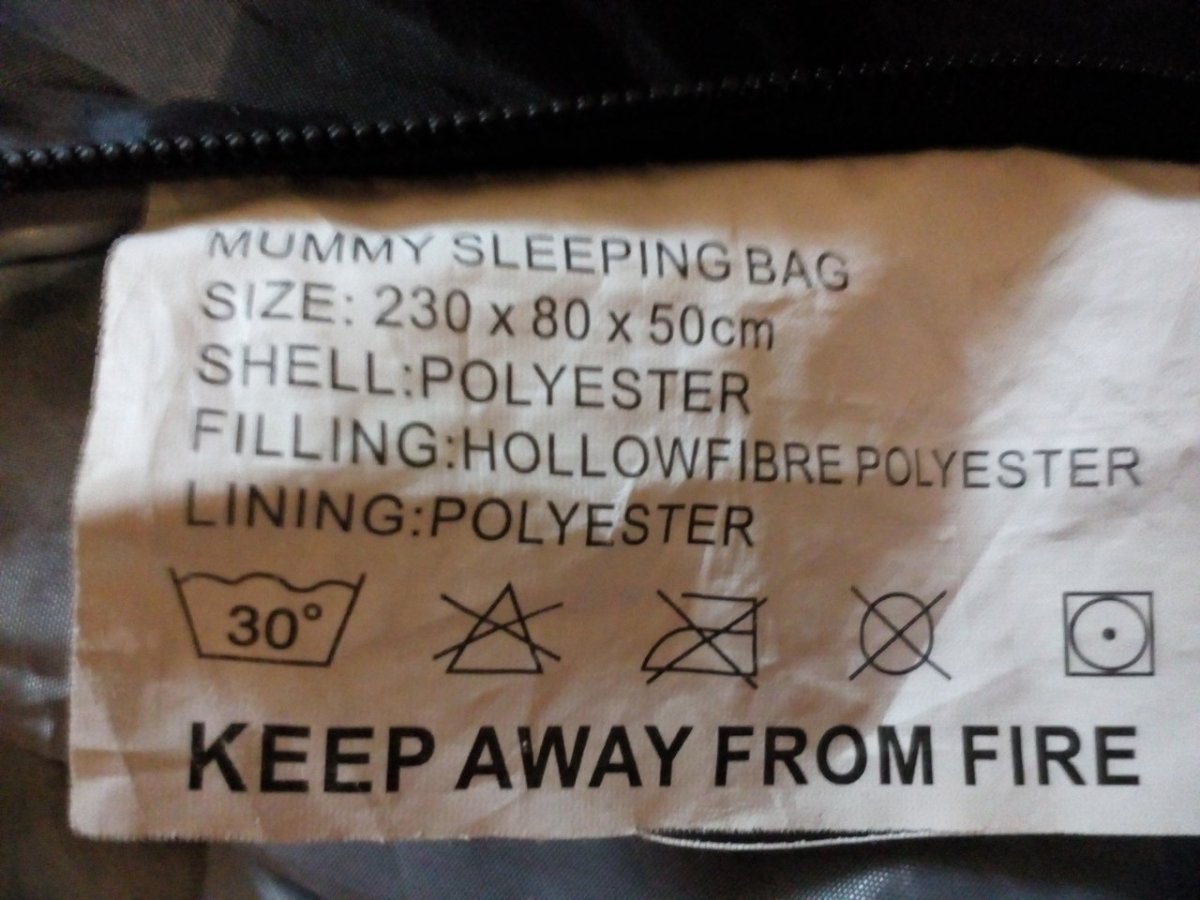 MUMMY SLEEPING BAG
SIZE: 230 x 80 x 50cm
SHELL:POLYESTER
FILLING:HOLLOWFIBRE POLYESTER
LINING:POLYESTER
30°
KEEP AWAY FROM FIRE